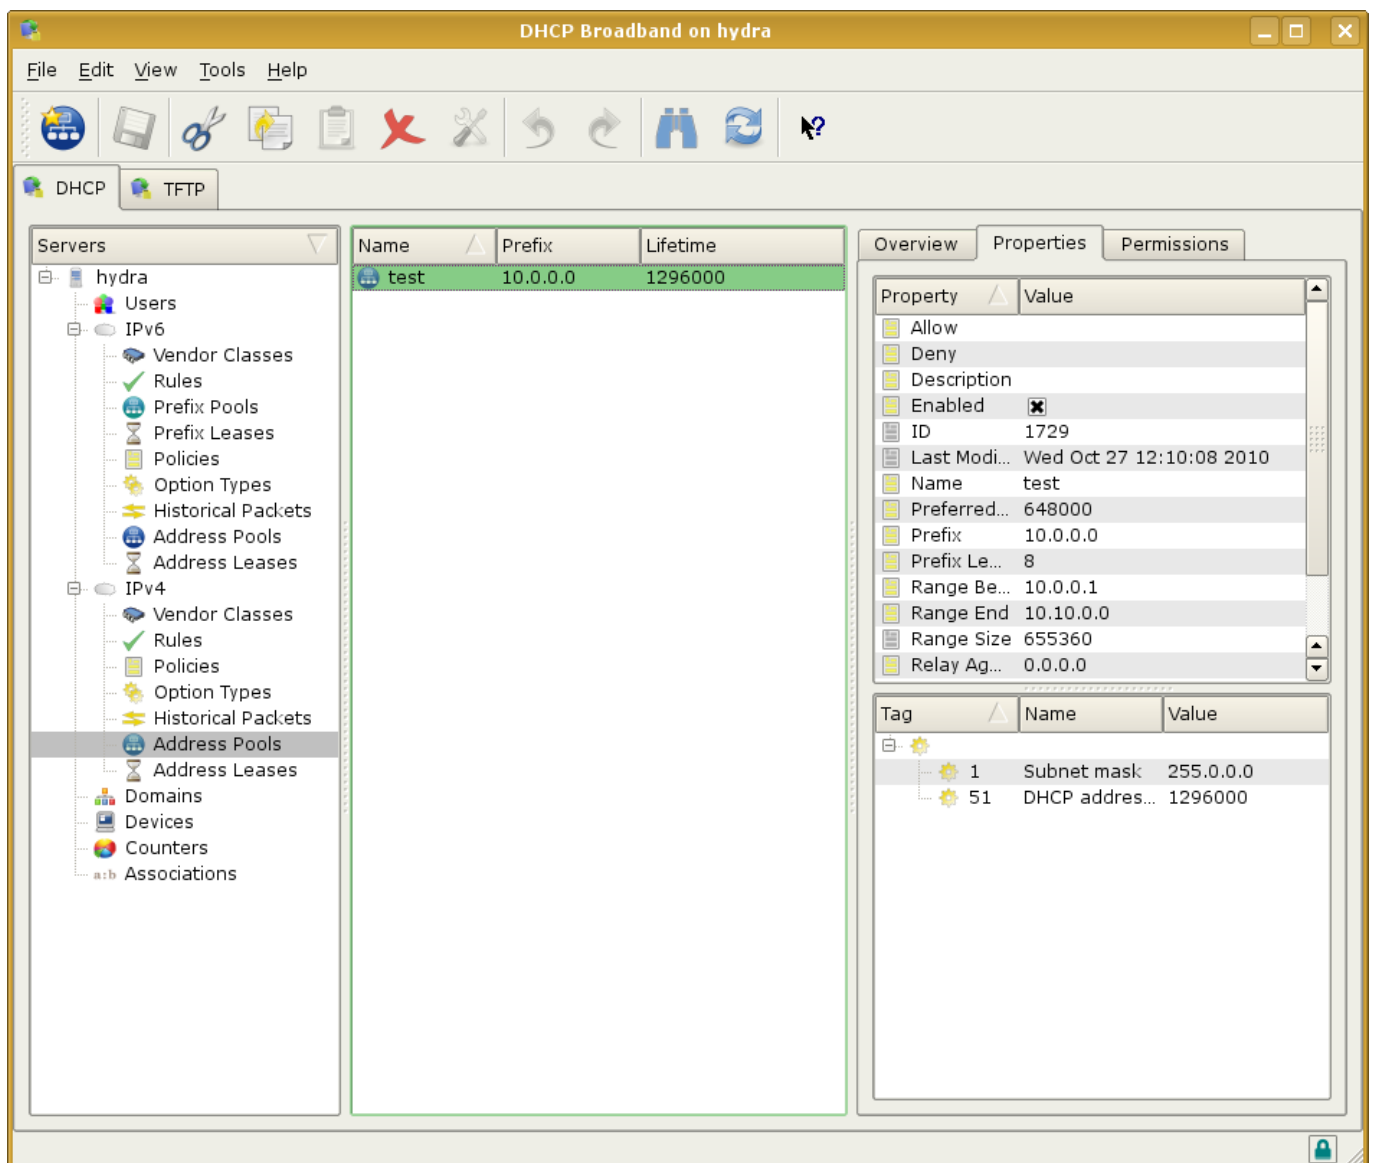 DHCP Broadband on hydra
File Edit View Tools Help
DHCP TFTP
Servers
hydra
Users
IPv6
Vendor Classes
Rules
Prefix Pools
Prefix Leases
Policies
Option Types
Historical Packets
Address Pools
Address Leases
IPv4
Vendor Classes
Rules
Policies
Option Types
Historical Packets
Address Pools
Address Leases
Domains
Devices
Counters
a:b Associations
Name Prefix Lifetime
test 10.0.0.0 1296000
Overview Properties Permissions
Property Value
Allow
Deny
Description
Enabled
ID 1729
Last Modi... Wed Oct 27 12:10:08 2010
Name test
Preferred... 648000
Prefix 10.0.0.0
Prefix Le... 8
Range Be... 10.0.0.1
Range End 10.10.0.0
Range Size 655360
Relay Ag... 0.0.0.0
Tag Name Value
1 Subnet mask 255.0.0.0
51 DHCP addres... 1296000